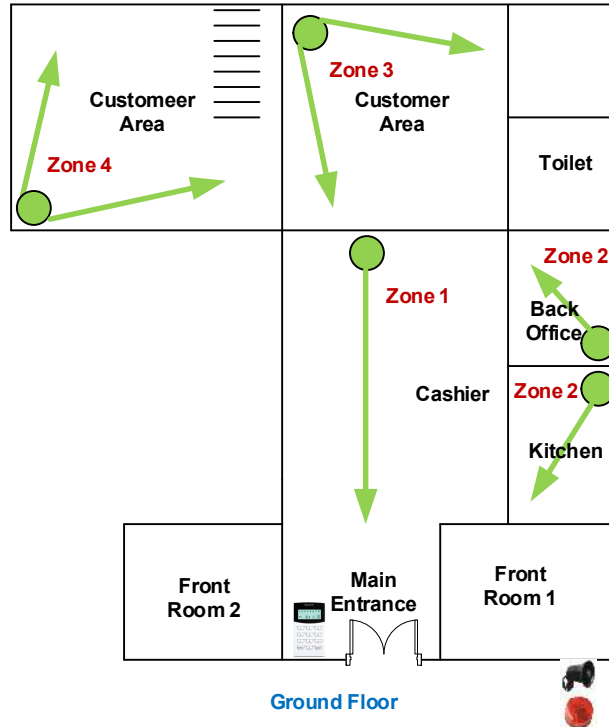 Zone 3
Customeer
Area
Customer
Area
Zone 4
Toilet
Zone 2
Zone 1
Back
Office
Cashier
Zone 2
Kitchen
Main
Entrance
Front
Room 2
Front
Room 1
Ground Floor